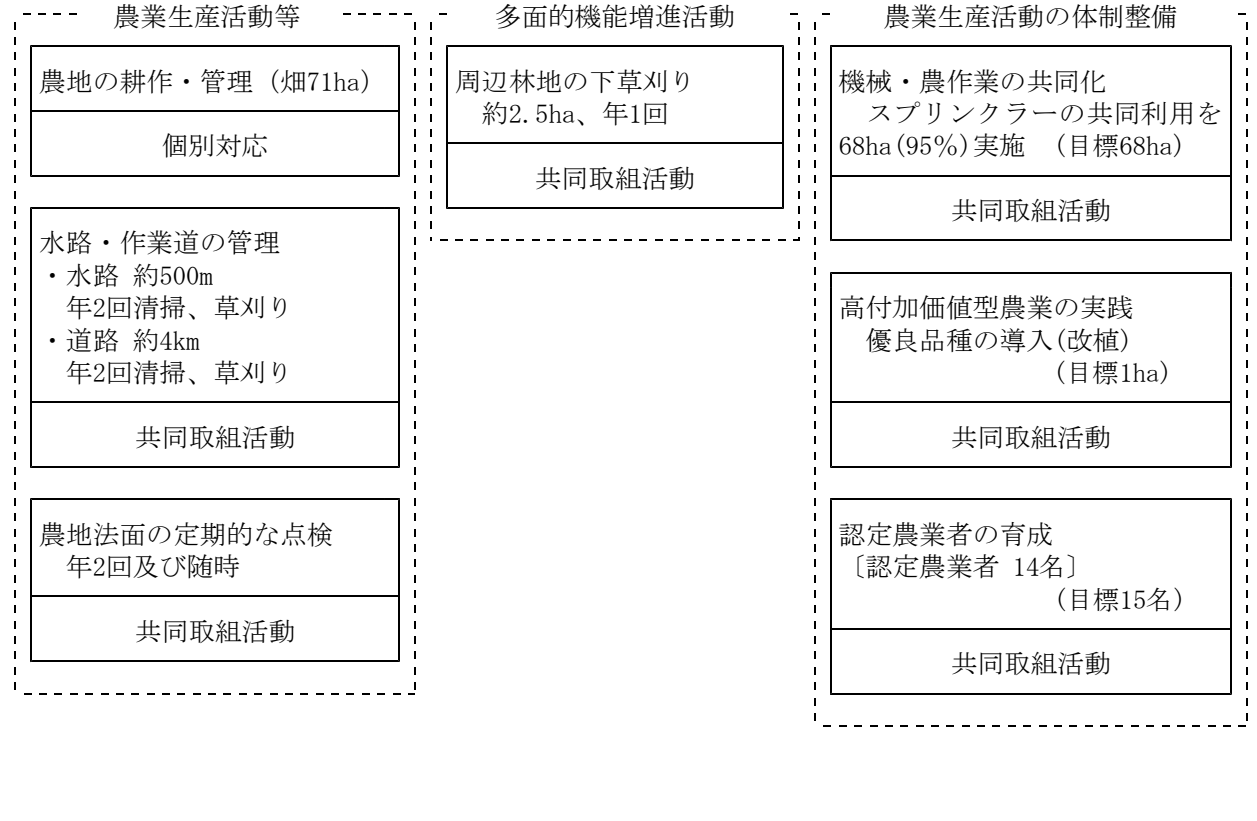 農業生産活動等
農地の耕作・管理（畑71ha）
個別対応
水路・作業道の管理
・水路 約500m
年2回清掃、草刈り
・道路 約4km
年2回清掃、草刈り
共同取組活動
農地法面の定期的な点検
年2回及び随時
共同取組活動
多面的機能増進活動
周辺林地の下草刈り
約2.5ha、年1回
共同取組活動
農業生産活動の体制整備
機械・農作業の共同化
スプリンクラーの共同利用を
68ha(95%)実施 （目標68ha）
共同取組活動
高付加価値型農業の実践
優良品種の導入(改植)
（目標1ha）
共同取組活動
認定農業者の育成
〔認定農業者 14名〕
（目標15名）
共同取組活動